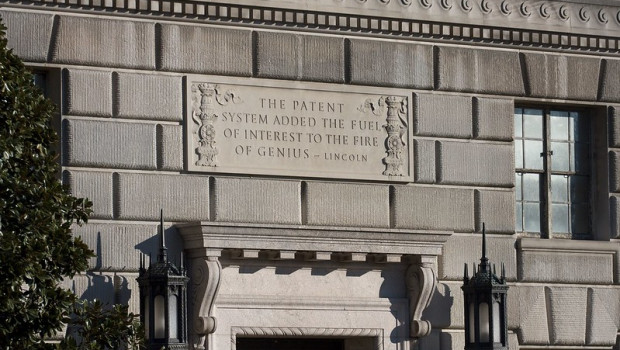 THE PATENT
SYSTEM ADDED THE FUEL
OF INTEREST TO THE FIRE
OF GENIUS – LINCOLN